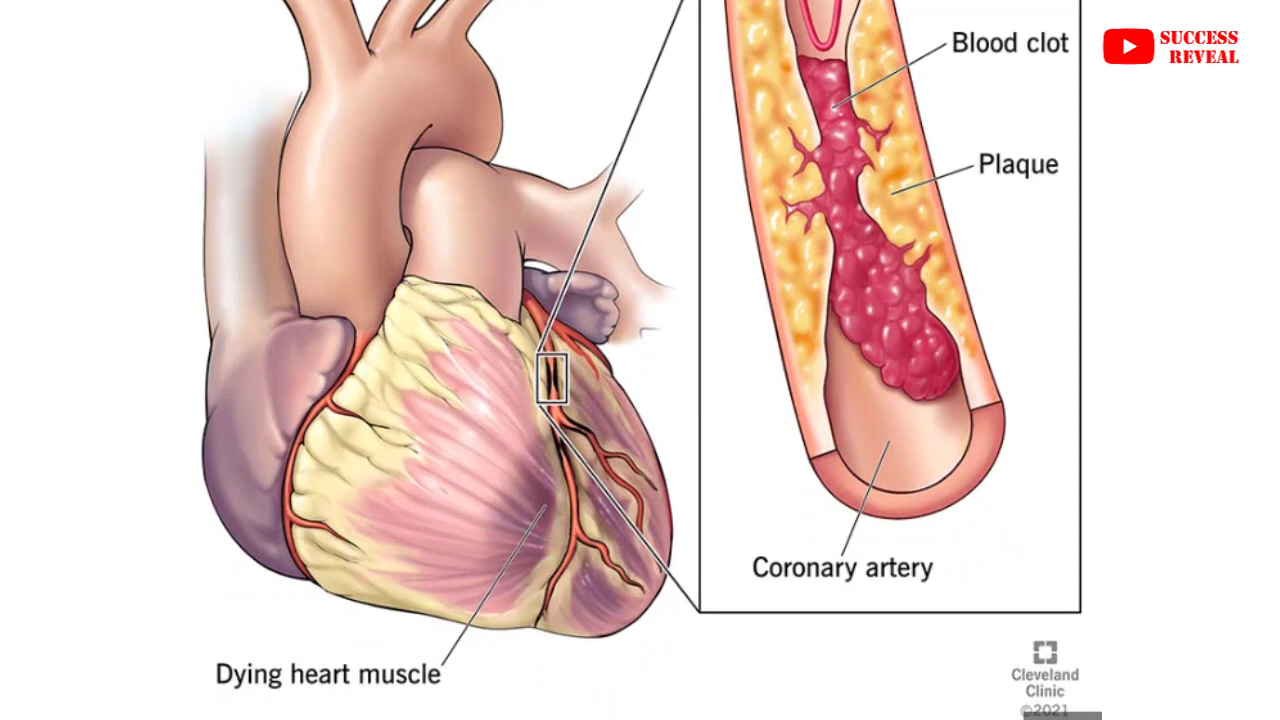 SUCCESS
REVEAL
Blood clot
Plaque
Coronary artery
Dying heart muscle
Cleveland
Clinic
©2021